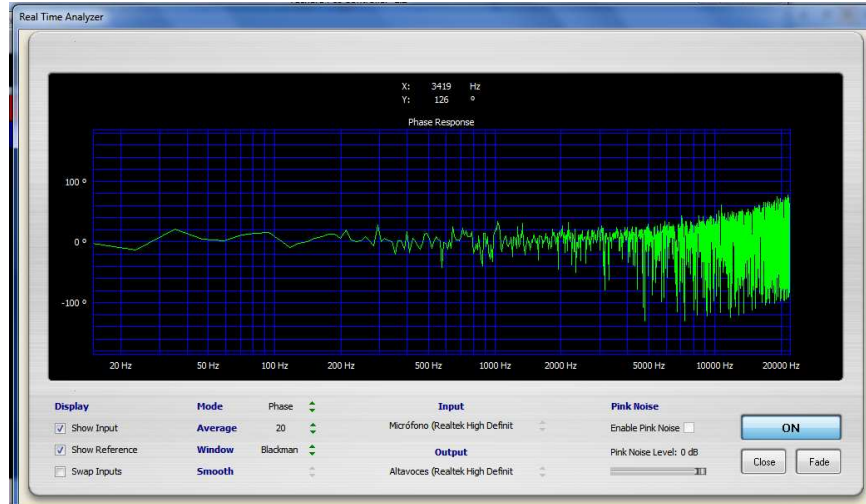 Real Time Analyzer
X: 3419 Hz
Y: 126 º
Phase Response
100 º
0 º
-100 º
20 Hz 50 Hz 100 Hz 200 Hz 500 Hz 1000 Hz 2000 Hz 5000 Hz 10000 Hz 20000 Hz
Display Mode Phase Input Pink Noise
Show Input Average 20 Micrófono (Realtek High Definit Enable Pink Noise ON
Show Reference Window Blackman Output Pink Noise Level: 0 dB
Swap Inputs Smooth Altavoces (Realtek High Definit Close Fade